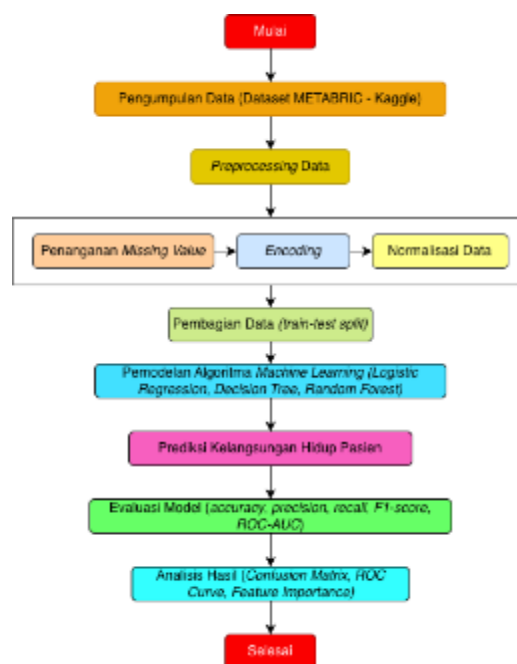 Mulai
Pengumpulan Data (Dataset METABRIC - Kaggle)
Preprocessing Data
Penanganan Missing Value
Encoding
Normalisasi Data
Pembagian Data (train-test split)
Pemodelan Algoritma Machine Learning (Logistic
Regression, Decision Tree, Random Forest)
Prediksi Kelangsungan Hidup Pasien
Evaluasi Model (accuracy, precision, recall, F1-score,
ROC-AUC)
Analisis Hasil (Confusion Matrix, ROC
Curve, Feature Importance)
Selesai